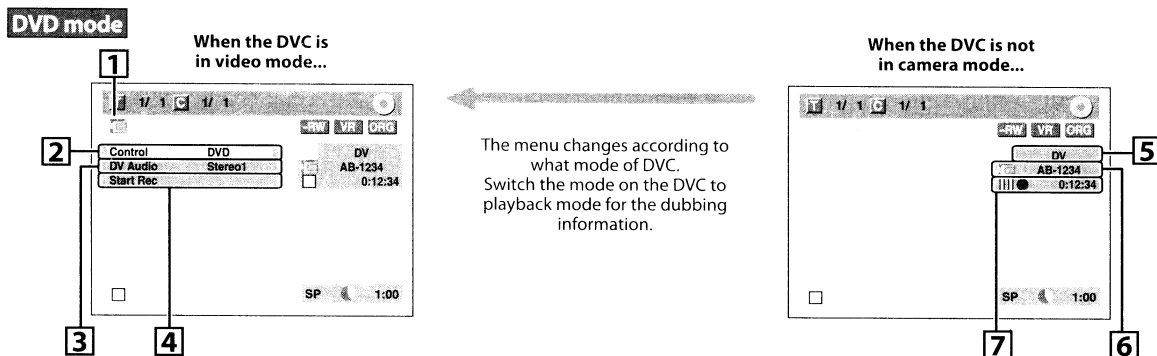 DVD mode
When the DVC is
in video mode...
1
T 1/ 1 C 1/ 1
-RW VR ORG
2
Control DVD
DV Audio Stereo1
Start Rec
DV
AB-1234
0:12:34
SP 1:00
3
4
The menu changes according to
what mode of DVC.
Switch the mode on the DVC to
playback mode for the dubbing
information.
When the DVC is not
in camera mode...
T 1/ 1 C 1/ 1
-RW VR ORG
5
DV
AB-1234
0:12:34
SP 1:00
7
6